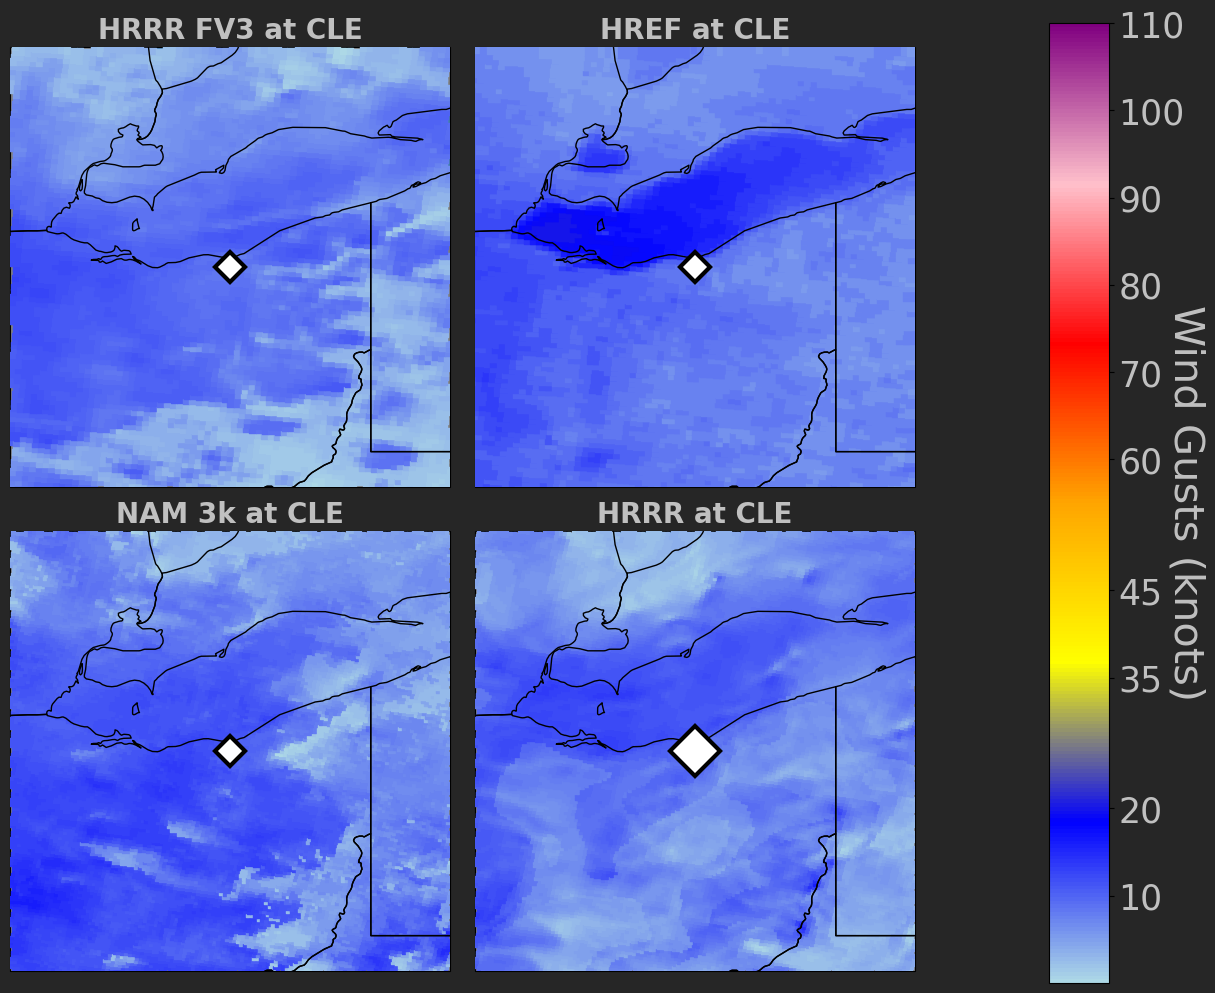 HRRR FV3 at CLE
HREF at CLE
NAM 3k at CLE
HRRR at CLE
110
100
90
80
70
60
45
35
20
10
Wind Gusts (knots)